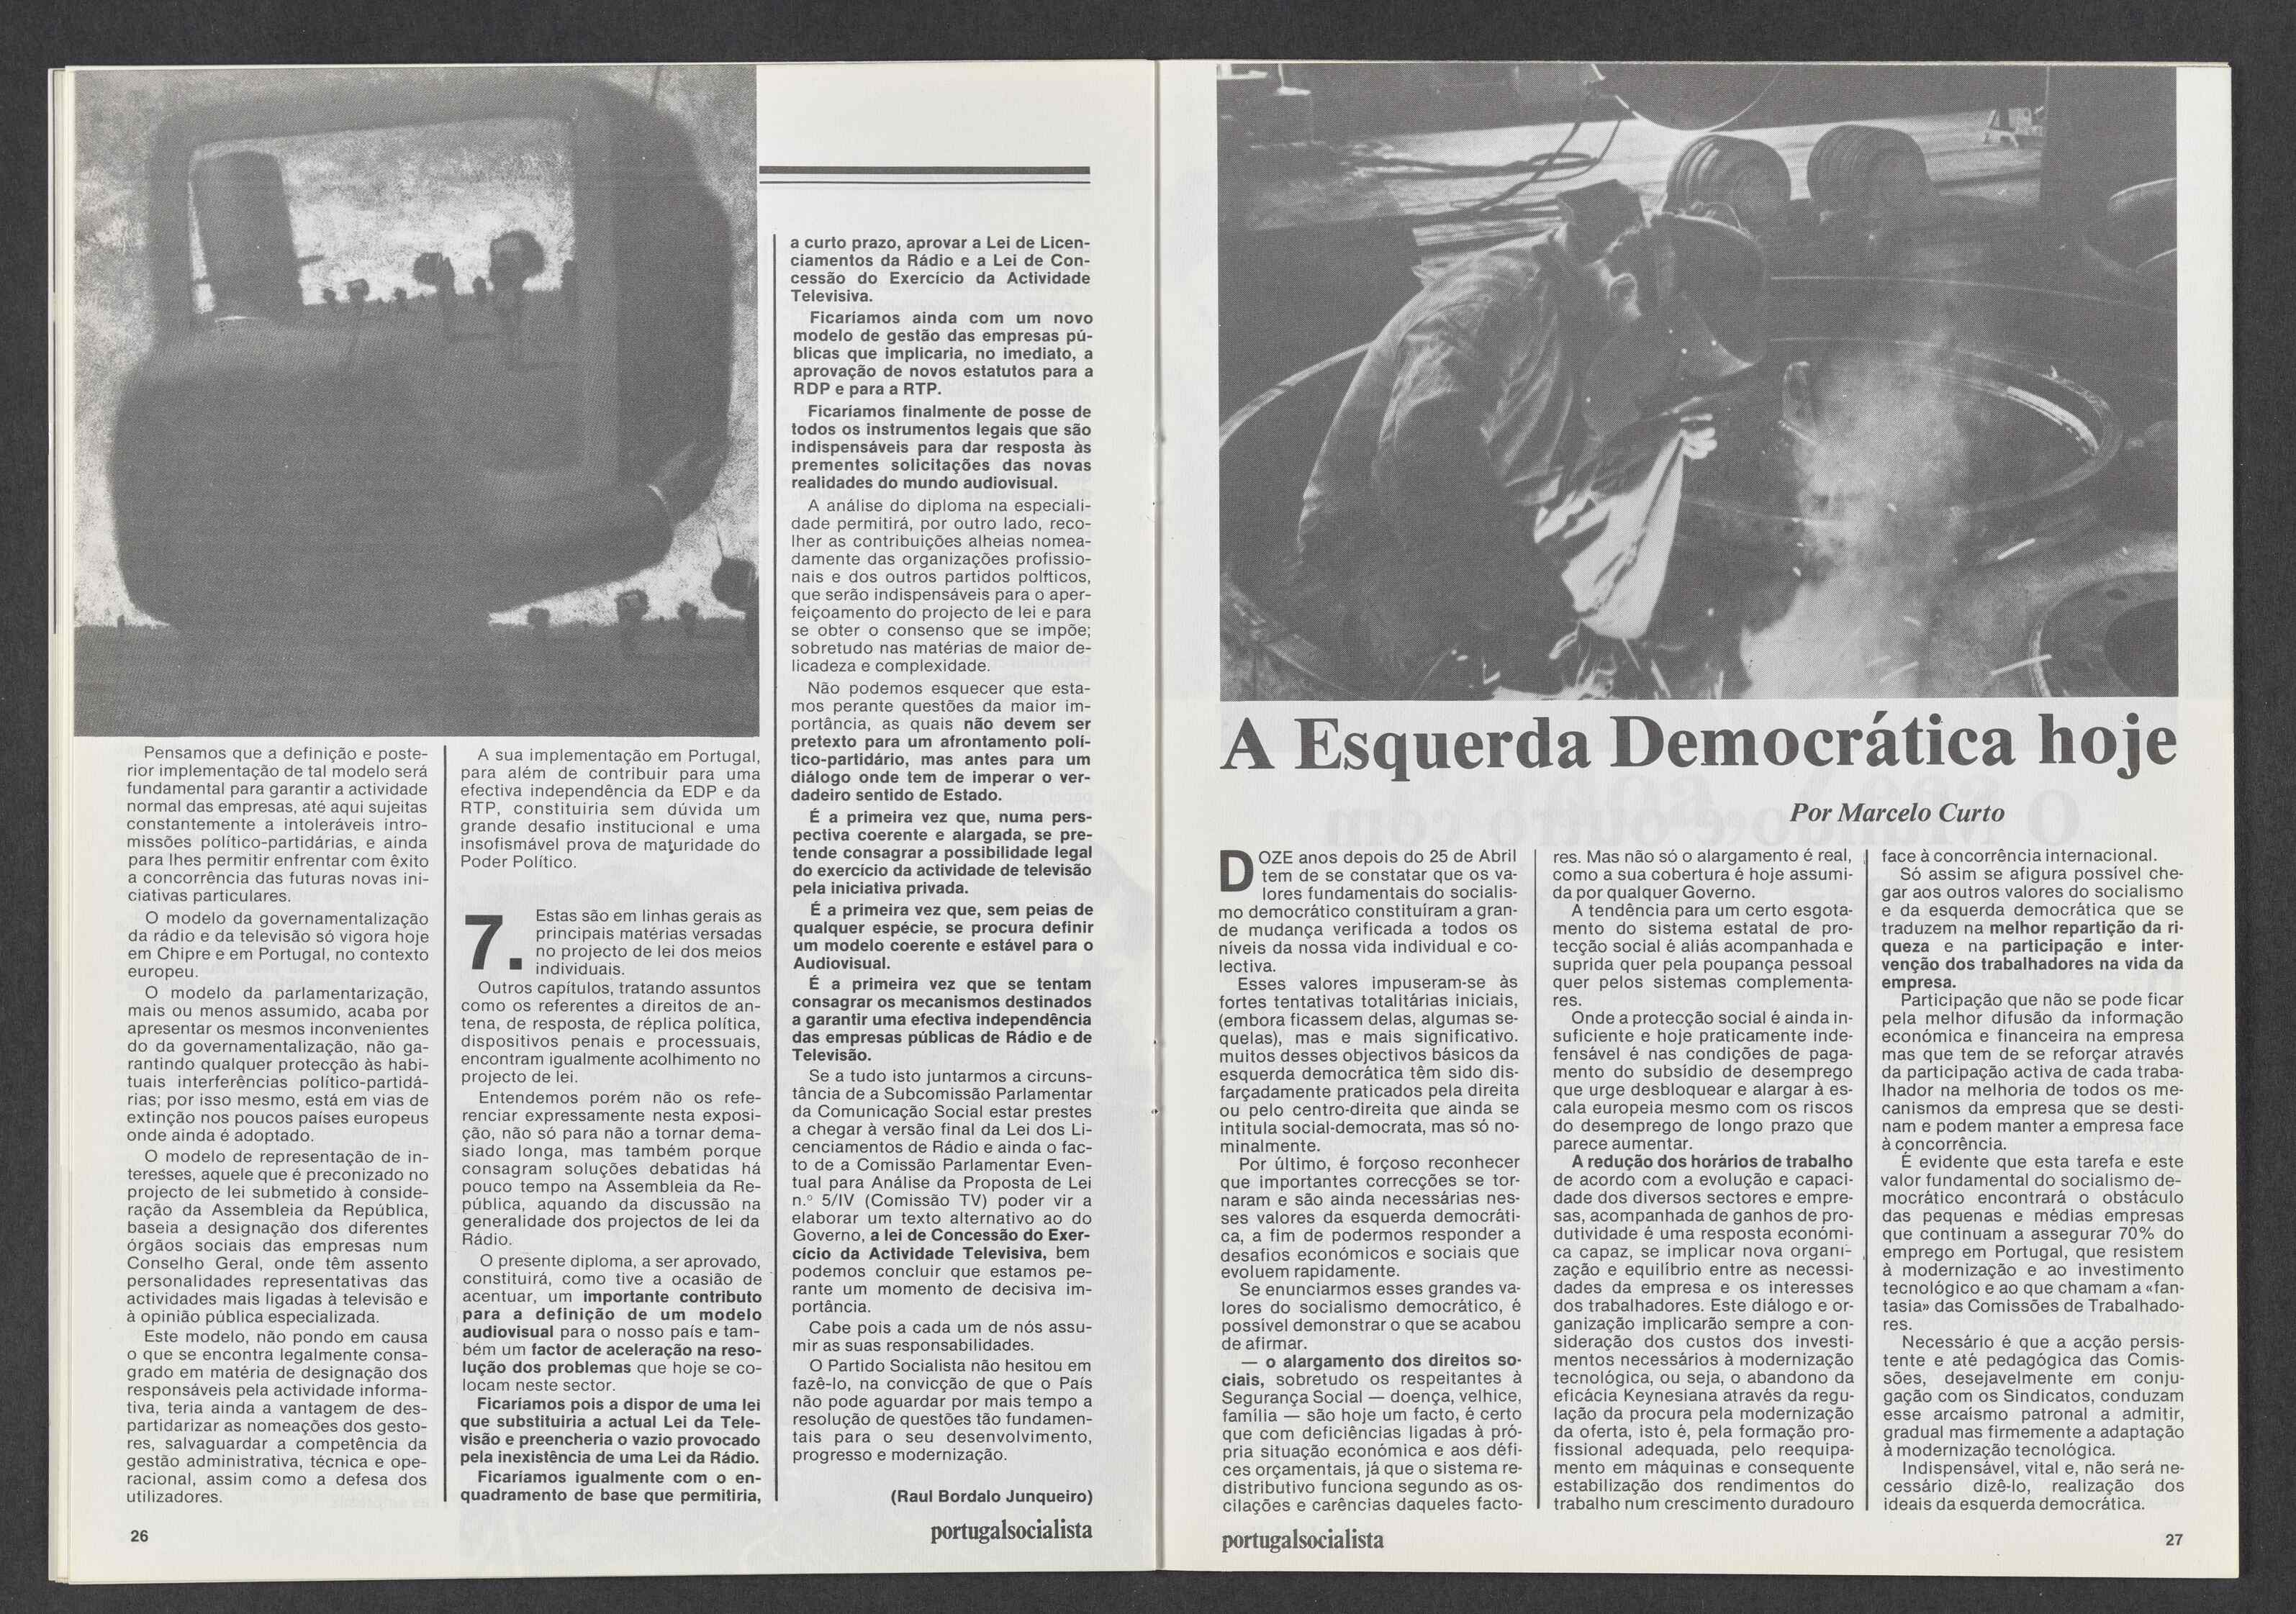 Pensamos que a definição e poste-
rior implementação de tal modelo será
fundamental para garantir a actividade
normal das empresas, até aqui sujeitas
constantemente a intoleráveis intro-
missões político-partidárias, e ainda
para lhes permitir enfrentar com êxito
a concorrência das futuras novas ini-
ciativas particulares.
O modelo da governamentalização
da rádio e da televisão só vigora hoje
em Chipre e em Portugal, no contexto
europeu.
O modelo da parlamentarização,
mais ou menos assumido, acaba por
apresentar os mesmos inconvenientes
do da governamentalização, não ga-
rantindo qualquer protecção às habi-
tuais interferências político-partidá-
rias; por isso mesmo, está em vias de
extinção nos poucos países europeus
onde ainda é adoptado.
O modelo de representação de in-
teresses, aquele que é preconizado no
projecto de lei submetido à conside-
ração da Assembleia da República,
baseia a designação dos diferentes
órgãos sociais das empresas num
Conselho Geral, onde têm assento
personalidades representativas das
actividades mais ligadas à televisão e
à opinião pública especializada.
Este modelo, não pondo em causa
o que se encontra legalmente consa-
grado em matéria de designação dos
responsáveis pela actividade informa-
tiva, teria ainda a vantagem de des-
partidarizar as nomeações dos gesto-
res, salvaguardar a competência da
gestão administrativa, técnica e ope-
racional, assim como a defesa dos
utilizadores.
A sua implementação em Portugal,
para além de contribuir para uma
efectiva independência da EDP e da
RTP, constituiria sem dúvida um
grande desafio institucional e uma
insofismável prova de maturidade do
Poder Político.
7. Estas são em linhas gerais as
principais matérias versadas
no projecto de lei dos meios
individuais.
Outros capítulos, tratando assuntos
como os referentes a direitos de an-
tena, de resposta, de réplica política,
dispositivos penais e processuais,
encontram igualmente acolhimento no
projecto de lei.
Entendemos porém não os refe-
renciar expressamente nesta exposi-
ção, não só para não a tornar dema-
siado longa, mas também porque
consagram soluções debatidas há
pouco tempo na Assembleia da Re-
pública, aquando da discussão na
generalidade dos projectos de lei da
Rádio.
O presente diploma, a ser aprovado,
constituirá, como tive a ocasião de
acentuar, um importante contributo
para a definição de um modelo
audiovisual para o nosso país e tam-
bém um factor de aceleração na reso-
lução dos problemas que hoje se co-
locam neste sector.
Ficaríamos pois a dispor de uma lei
que substituiria a actual Lei da Tele-
visão e preencheria o vazio provocado
pela inexistência de uma Lei da Rádio.
Ficaríamos igualmente com o en-
quadramento de base que permitiria,
a curto prazo, aprovar a Lei de Licen-
ciamentos da Rádio e a Lei de Con-
cessão do Exercício da Actividade
Televisiva.
Ficaríamos ainda com um novo
modelo de gestão das empresas pú-
blicas que implicaria, no imediato, a
aprovação de novos estatutos para a
RDP e para a RTP.
Ficaríamos finalmente de posse de
todos os instrumentos legais que são
indispensáveis para dar resposta às
prementes solicitações das novas
realidades do mundo audiovisual.
A análise do diploma na especiali-
dade permitirá, por outro lado, reco-
lher as contribuições alheias nomea-
damente das organizações profissio-
nais e dos outros partidos políticos,
que serão indispensáveis para o aper-
feiçoamento do projecto de lei e para
se obter o consenso que se impõe;
sobretudo nas matérias de maior de-
licadeza e complexidade.
Não podemos esquecer que esta-
mos perante questões da maior im-
portância, as quais não devem ser
pretexto para um afrontamento polí-
tico-partidário, mas antes para um
diálogo onde tem de imperar o ver-
dadeiro sentido de Estado.
É a primeira vez que, numa pers-
pectiva coerente e alargada, se pre-
tende consagrar a possibilidade legal
do exercício da actividade de televisão
pela iniciativa privada.
É a primeira vez que, sem peias de
qualquer espécie, se procura definir
um modelo coerente e estável para o
Audiovisual.
É a primeira vez que se tentam
consagrar os mecanismos destinados
a garantir uma efectiva independência
das empresas públicas de Rádio e de
Televisão.
Se a tudo isto juntarmos a circuns-
tância de a Subcomissão Parlamentar
da Comunicação Social estar prestes
a chegar à versão final da Lei dos Li-
cenciamentos de Rádio e ainda o fac-
to de a Comissão Parlamentar Even-
tual para Análise da Proposta de Lei
n.º 5/IV (Comissão TV) poder vir a
elaborar um texto alternativo ao do
Governo, a lei de Concessão do Exer-
cício da Actividade Televisiva, bem
podemos concluir que estamos pe-
rante um momento de decisiva im-
portância.
Cabe pois a cada um de nós assu-
mir as suas responsabilidades.
O Partido Socialista não hesitou em
fazê-lo, na convicção de que o País
não pode aguardar por mais tempo a
resolução de questões tão fundamen-
tais para o seu desenvolvimento,
progresso e modernização.
(Raul Bordalo Junqueiro)
26
portugalsocialista
A Esquerda Democrática hoje
Por Marcelo Curto
DOZE anos depois do 25 de Abril
tem de se constatar que os va-
lores fundamentais do socialis-
mo democrático constituíram a gran-
de mudança verificada a todos os
níveis da nossa vida individual e co-
lectiva.
Esses valores impuseram-se às
fortes tentativas totalitárias iniciais,
(embora ficassem delas, algumas se-
quelas), mas e mais significativo.
muitos desses objectivos básicos da
esquerda democrática têm sido dis-
farçadamente praticados pela direita
ou pelo centro-direita que ainda se
intitula social-democrata, mas só no-
minalmente.
Por último, é forçoso reconhecer
que importantes correcções se tor-
naram e são ainda necessárias nes-
ses valores da esquerda democráti-
ca, a fim de podermos responder a
desafios económicos e sociais que
evoluem rapidamente.
Se enunciarmos esses grandes va-
lores do socialismo democrático, é
possível demonstrar o que se acabou
de afirmar.
— o alargamento dos direitos so-
ciais, sobretudo os respeitantes à
Segurança Social — doença, velhice,
família — são hoje um facto, é certo
que com deficiências ligadas à pró-
pria situação económica e aos défi-
ces orçamentais, já que o sistema re-
distributivo funciona segundo as os-
cilações e carências daqueles facto-
res. Mas não só o alargamento é real,
como a sua cobertura é hoje assumi-
da por qualquer Governo.
A tendência para um certo esgota-
mento do sistema estatal de pro-
tecção social é aliás acompanhada e
suprida quer pela poupança pessoal
quer pelos sistemas complementa-
res.
Onde a protecção social é ainda in-
suficiente e hoje praticamente inde-
fensável é nas condições de paga-
mento do subsídio de desemprego
que urge desbloquear e alargar à es-
cala europeia mesmo com os riscos
do desemprego de longo prazo que
parece aumentar.
A redução dos horários de trabalho
de acordo com a evolução e capaci-
dade dos diversos sectores e empre-
sas, acompanhada de ganhos de pro-
dutividade é uma resposta económi-
ca capaz, se implicar nova organi-
zação e equilíbrio entre as necessi-
dades da empresa e os interesses
dos trabalhadores. Este diálogo e or-
ganização implicarão sempre a con-
sideração dos custos dos investi-
mentos necessários à modernização
tecnológica, ou seja, o abandono da
eficácia Keynesiana através da regu-
lação da procura pela modernização
da oferta, isto é, pela formação pro-
fissional adequada, pelo reequipa-
mento em máquinas e consequente
estabilização dos rendimentos do
trabalho num crescimento duradouro
face à concorrência internacional.
Só assim se afigura possível che-
gar aos outros valores do socialismo
e da esquerda democrática que se
traduzem na melhor repartição da ri-
queza e na participação e inter-
venção dos trabalhadores na vida da
empresa.
Participação que não se pode ficar
pela melhor difusão da informação
económica e financeira na empresa
mas que tem de se reforçar através
da participação activa de cada traba-
lhador na melhoria de todos os me-
canismos da empresa que se desti-
nam e podem manter a empresa face
à concorrência.
É evidente que esta tarefa e este
valor fundamental do socialismo de-
mocrático encontrará o obstáculo
das pequenas e médias empresas
que continuam a assegurar 70% do
emprego em Portugal, que resistem
à modernização e ao investimento
tecnológico e ao que chamam a «fan-
tasia» das Comissões de Trabalhado-
res.
Necessário é que a acção persis-
tente e até pedagógica das Comis-
sões, desejavelmente em conju-
gação com os Sindicatos, conduzam
esse arcaísmo patronal a admitir,
gradual mas firmemente a adaptação
à modernização tecnológica.
Indispensável, vital e, não será ne-
cessário dizê-lo, realização dos
ideais da esquerda democrática.
portugalsocialista
27